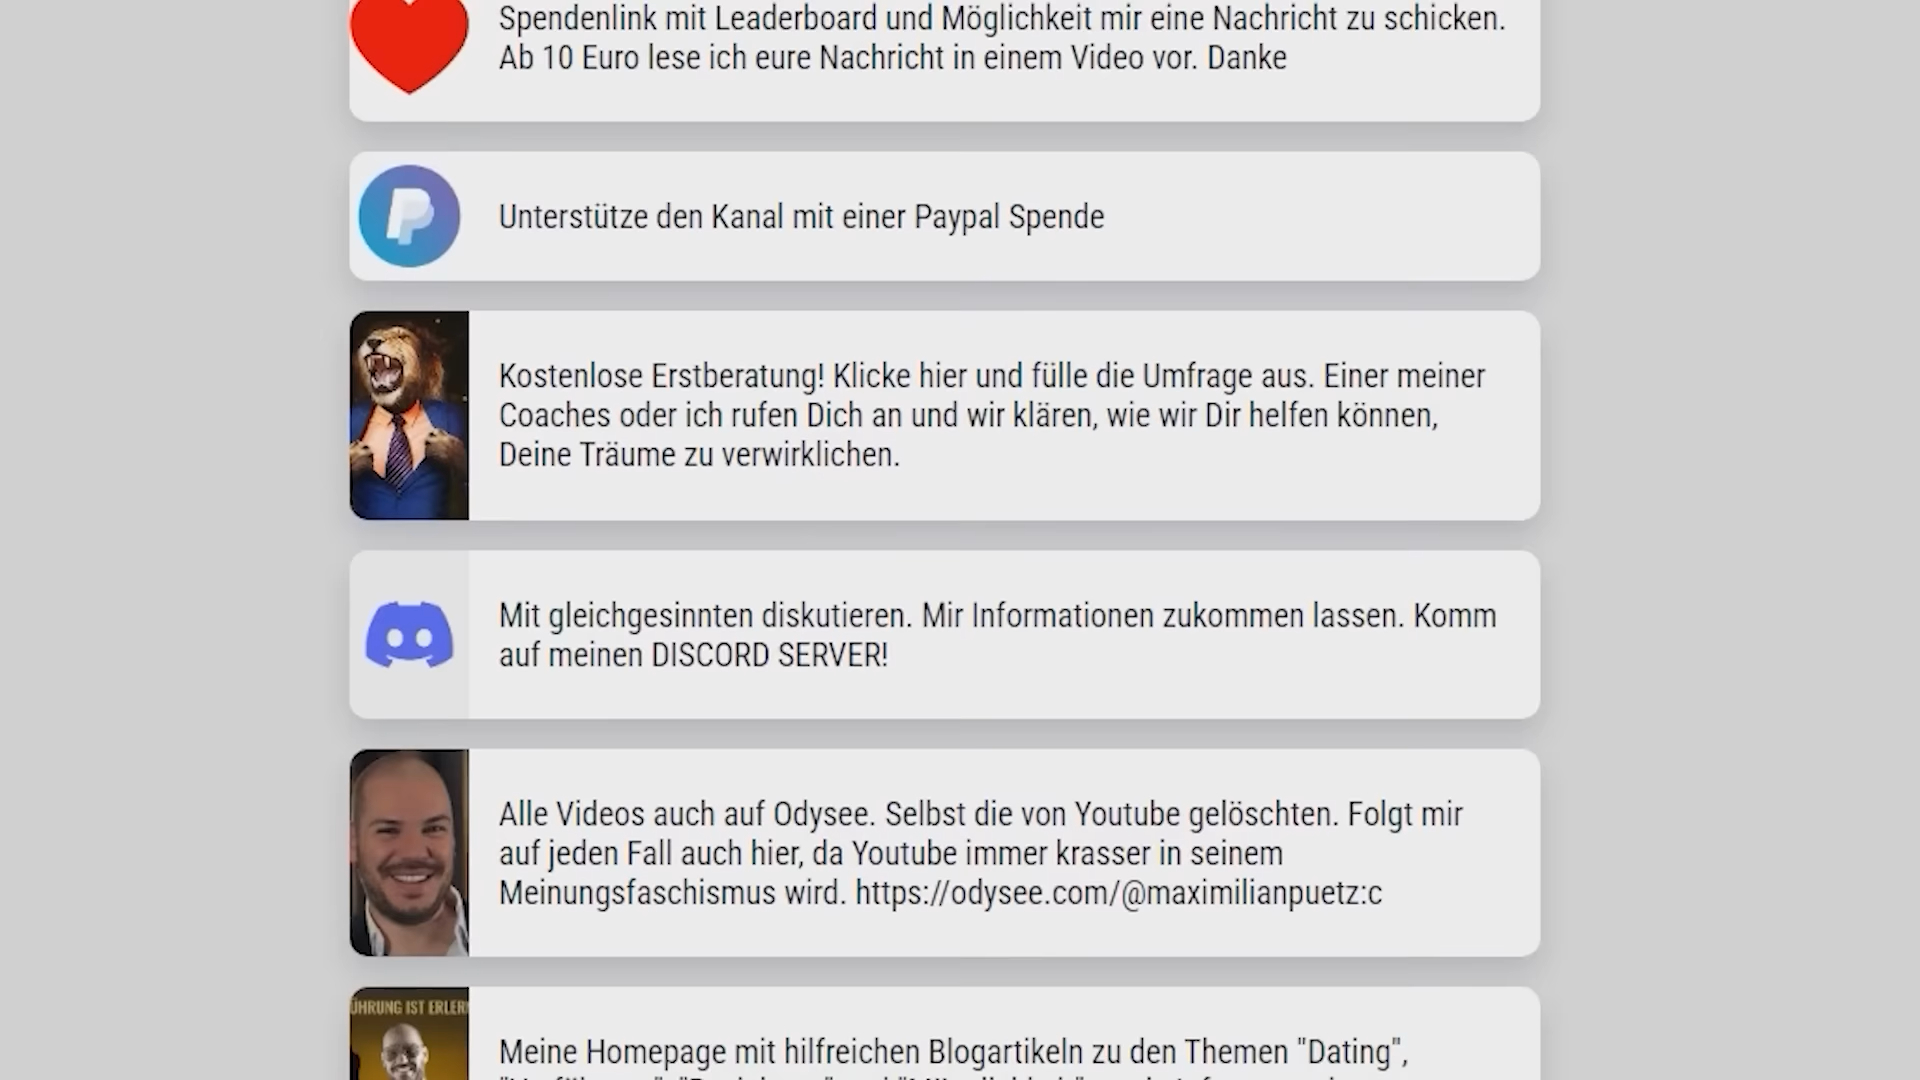 Spendenlink mit Leaderboard und Möglichkeit mir eine Nachricht zu schicken.
Ab 10 Euro lese ich eure Nachricht in einem Video vor. Danke
Unterstütze den Kanal mit einer Paypal Spende
Kostenlose Erstberatung! Klicke hier und fülle die Umfrage aus. Einer meiner
Coaches oder ich rufen Dich an und wir klären, wie wir Dir helfen können,
Deine Träume zu verwirklichen.
Mit gleichgesinnten diskutieren. Mir Informationen zukommen lassen. Komm
auf meinen DISCORD SERVER!
Alle Videos auch auf Odysee. Selbst die von Youtube gelöschten. Folgt mir
auf jeden Fall auch hier, da Youtube immer krasser in seinem
Meinungsfaschismus wird. https://odysee.com/@maximilianpuetz:c
ÜHRUNG IST ERLER
Meine Homepage mit hilfreichen Blogartikeln zu den Themen "Dating",